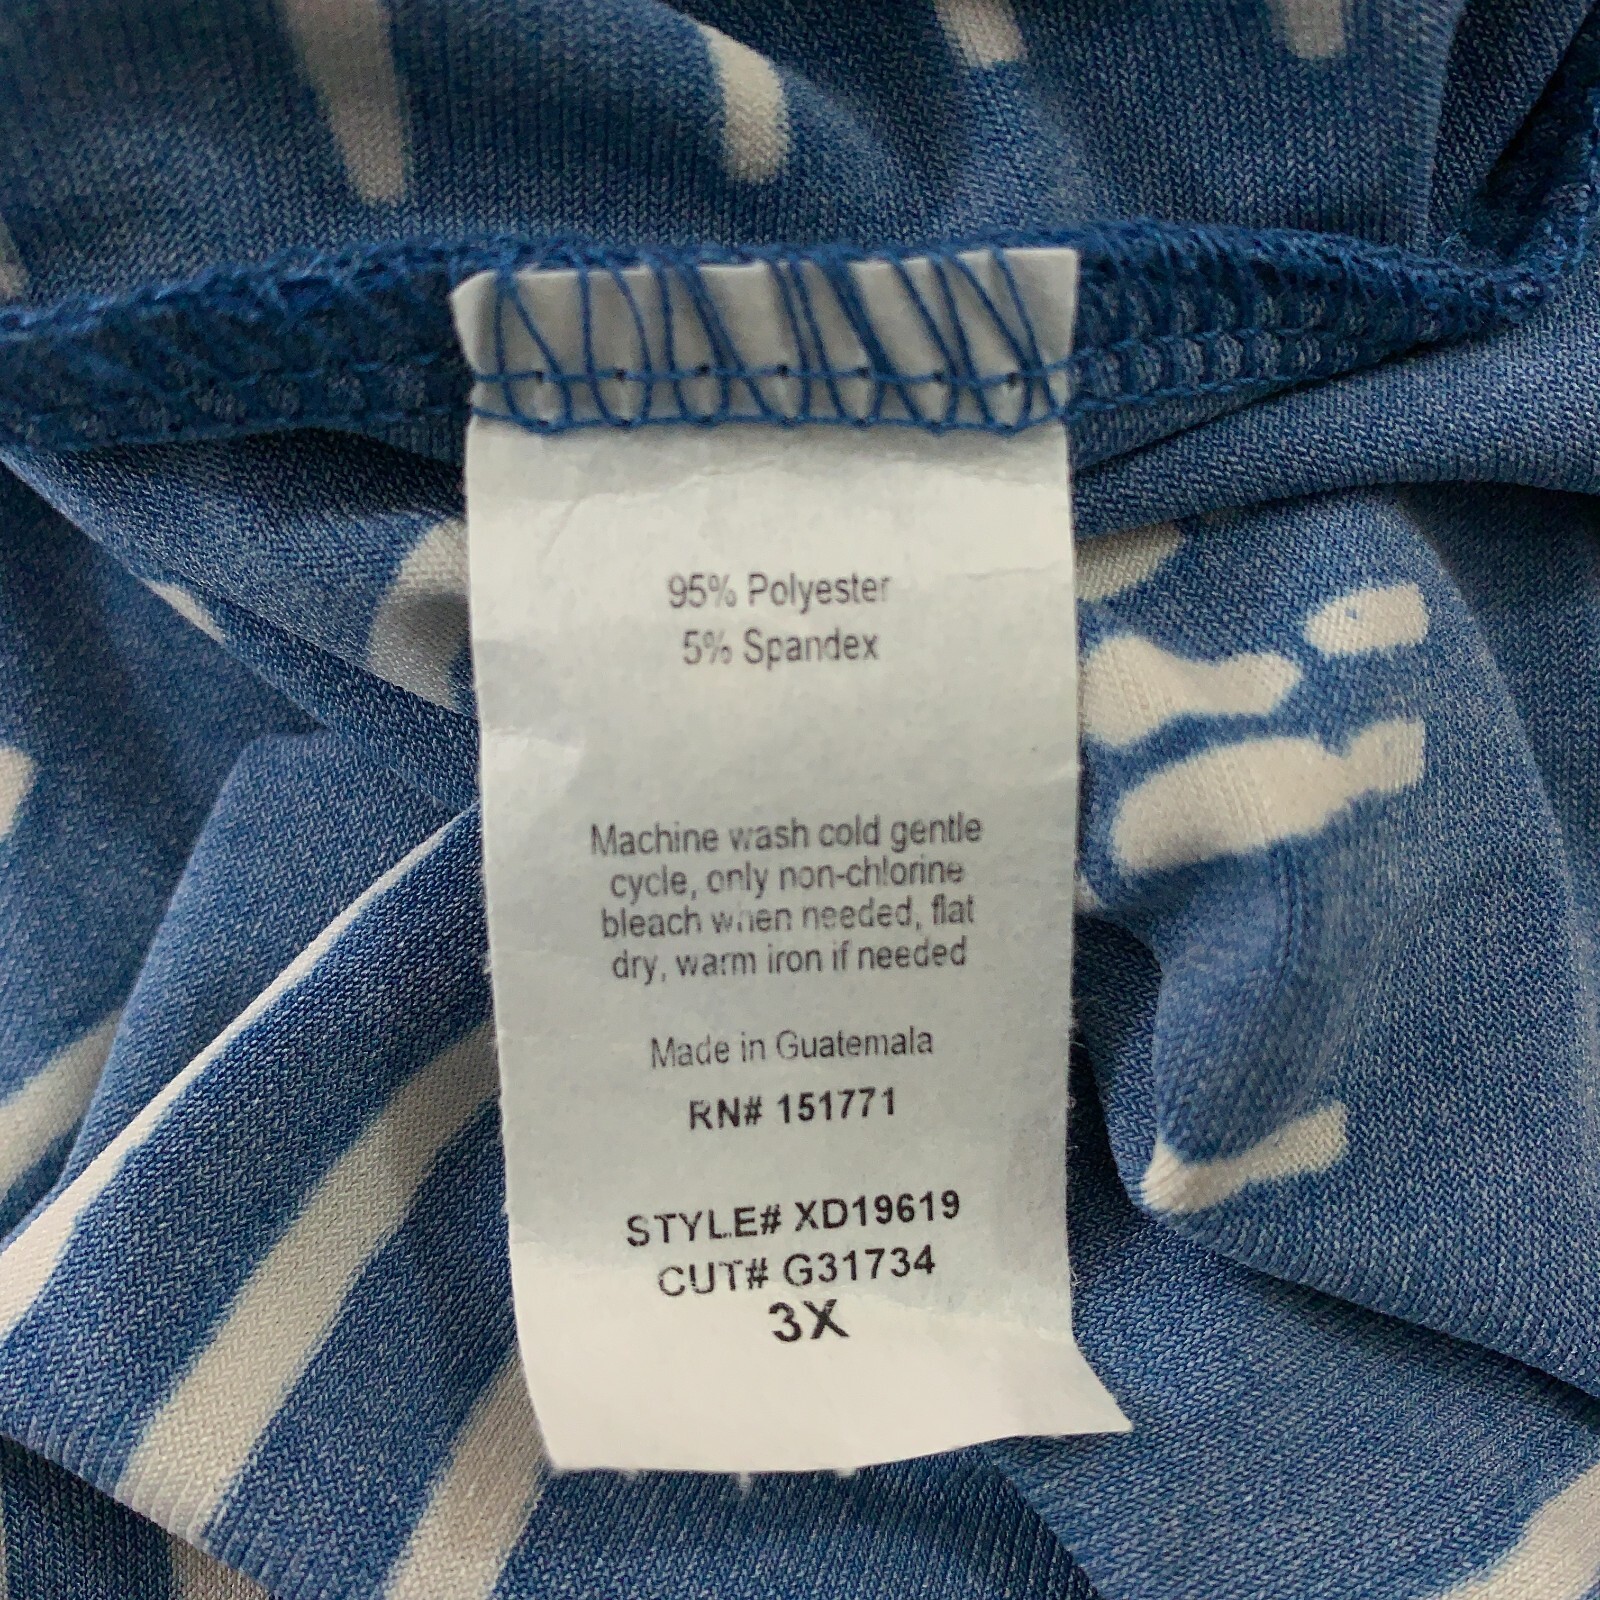 95% Polyester
5% Spandex
Machine wash cold gentle
cycle, only non-chlorine
bleach when needed, flat
dry, warm iron if needed
Made in Guatemala
RN# 151771
STYLE# XD19619
CUT# G31734
3X